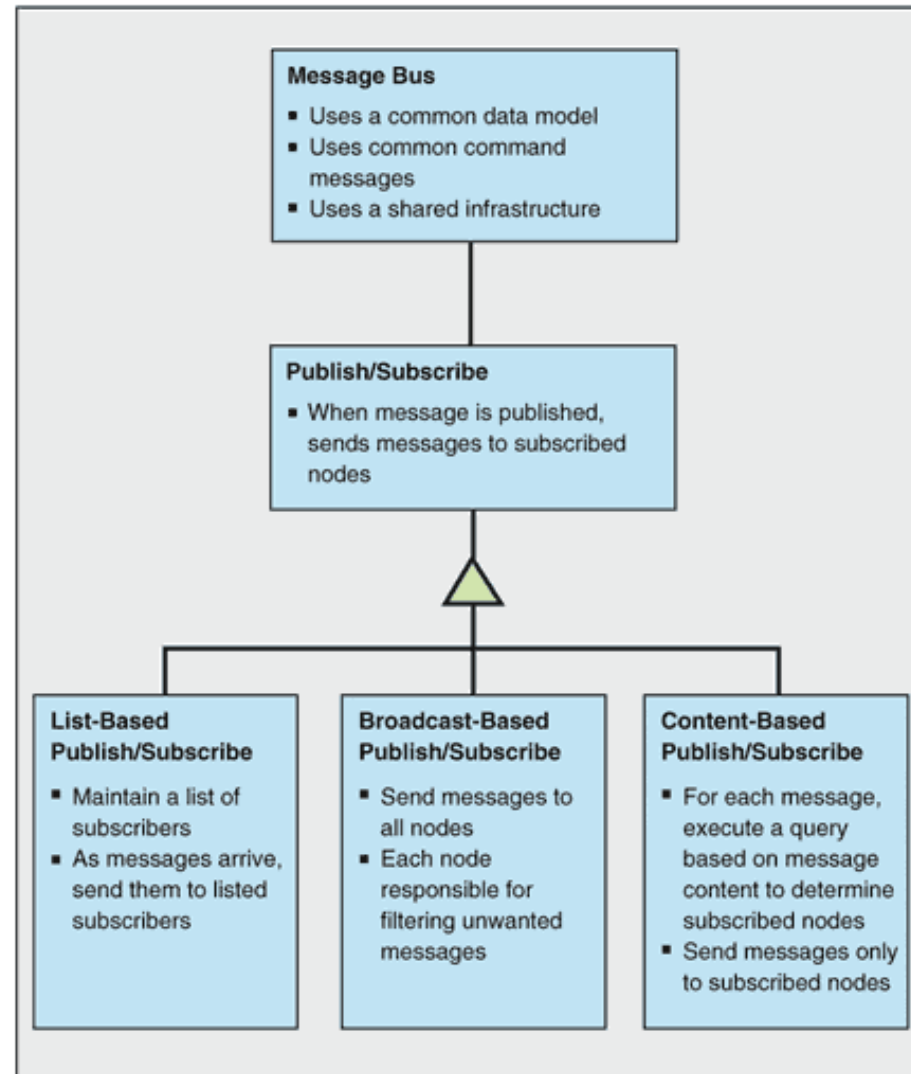 Message Bus
▪ Uses a common data model
▪ Uses common command
messages
▪ Uses a shared infrastructure
Publish/Subscribe
▪ When message is published,
sends messages to subscribed
nodes
List-Based
Publish/Subscribe
▪ Maintain a list of
subscribers
▪ As messages arrive,
send them to listed
subscribers
Broadcast-Based
Publish/Subscribe
▪ Send messages to
all nodes
▪ Each node
responsible for
filtering unwanted
messages
Content-Based
Publish/Subscribe
▪ For each message,
execute a query
based on message
content to determine
subscribed nodes
▪ Send messages only
to subscribed nodes